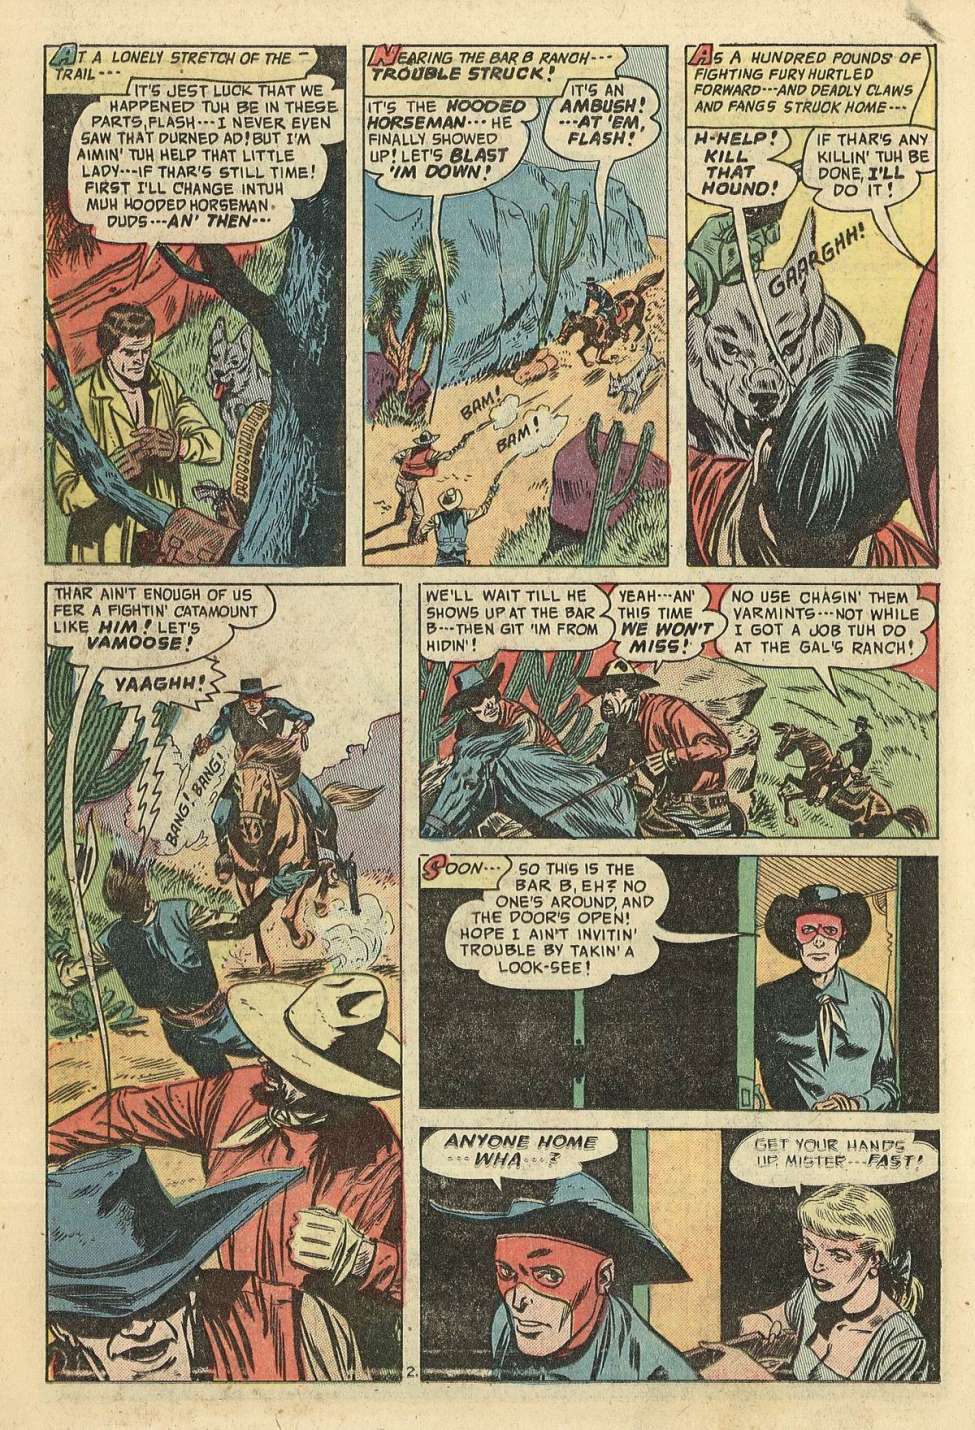 AT A LONELY STRETCH OF THE
TRAIL---
IT'S JEST LUCK THAT WE
HAPPENED TUH BE IN THESE
PARTS, FLASH---I NEVER EVEN
SAW THAT DURNED AD! BUT I'M
AIMIN' TUH HELP THAT LITTLE
LADY---IF THAR'S STILL TIME!
FIRST I'LL CHANGE INTUH
MUH HOODED HORSEMAN
DUDS---AN' THEN---
NEARING THE BAR B RANCH---
TROUBLE STRUCK!
IT'S THE HOODED
HORSEMAN---HE
FINALLY SHOWED
UP! LET'S BLAST
'IM DOWN!
IT'S AN
AMBUSH!
---AT 'EM,
FLASH!
BAM!
BAM!
AS A HUNDRED POUNDS OF
FIGHTING FURY HURTLED
FORWARD---AND DEADLY CLAWS
AND FANGS STRUCK HOME---
H-HELP!
KILL
THAT
HOUND!
IF THAR'S ANY
KILLIN' TUH BE
DONE, I'LL
DO IT!
GRARGHH!
THAR AIN'T ENOUGH OF US
FER A FIGHTIN' CATAMOUNT
LIKE HIM! LET'S
VAMOOSE!
YAAGHH!
BANG! BANG!
WE'LL WAIT TILL HE
SHOWS UP AT THE BAR
B---THEN GIT 'IM FROM
HIDIN'!
YEAH---AN'
THIS TIME
WE WON'T
MISS!
NO USE CHASIN' THEM
VARMINTS---NOT WHILE
I GOT A JOB TUH DO
AT THE GAL'S RANCH!
SOON---
SO THIS IS THE
BAR B, EH? NO
ONE'S AROUND, AND
THE DOOR'S OPEN!
HOPE I AIN'T INVITIN'
TROUBLE BY TAKIN' A
LOOK-SEE!
ANYONE HOME
---WHA---?
GET YOUR HANDS
UP, MISTER---FAST!
2.